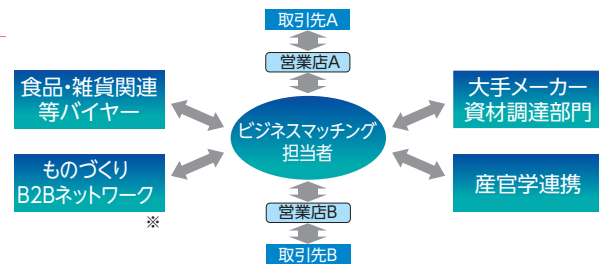 取引先A
営業店A
食品・雑貨関連
等バイヤー
大手メーカー
資材調達部門
ビジネスマッチング
担当者
ものづくり
B2Bネットワーク
※
産官学連携
営業店B
取引先B